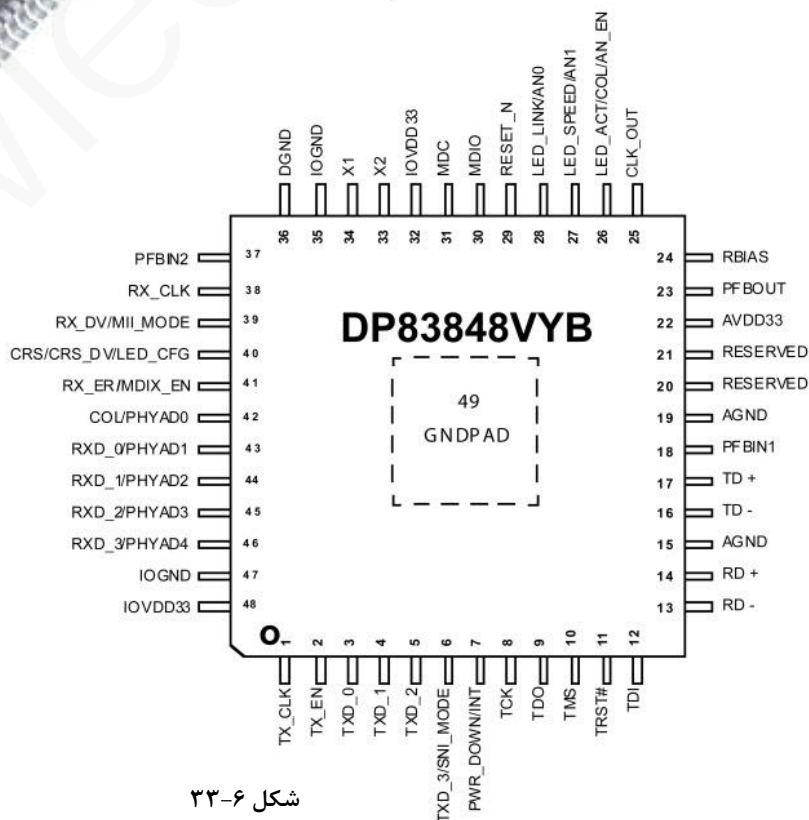 DGND
IOGND
X1
X2
IOVDD33
MDC
MDIO
RESET_N
LED_LINK/AN0
LED_SPEED/AN1
LED_ACT/COL/AN_EN
CLK_OUT
36
35
34
33
32
31
30
29
28
27
26
25
PFBIN2 37
RX_CLK 38
RX_DV/MII_MODE 39
CRS/CRS_DV/LED_CFG 40
RX_ER/MDIX_EN 41
COL/PHYAD0 42
RXD_0/PHYAD1 43
RXD_1/PHYAD2 44
RXD_2/PHYAD3 45
RXD_3/PHYAD4 46
IOGND 47
IOVDD33 48
DP83848VYB
49
GNDPAD
24 RBIAS
23 PFBOUT
22 AVDD33
21 RESERVED
20 RESERVED
19 AGND
18 PFBIN1
17 TD +
16 TD -
15 AGND
14 RD +
13 RD -
1
2
3
4
5
6
7
8
9
10
11
12
TX_CLK
TX_EN
TXD_0
TXD_1
TXD_2
TXD_3/SNI_MODE
PWR_DOWN/INT
TCK
TDO
TMS
TRST#
TDI
شکل ۶-۳۳